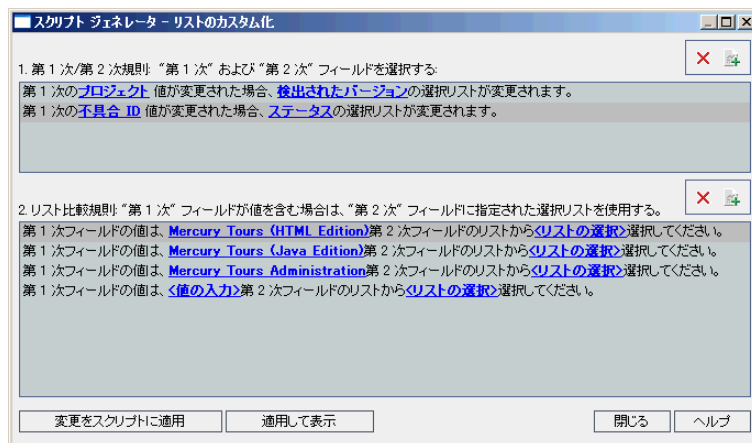 スクリプト ジェネレータ - リストのカスタム化
1. 第 1 次/第 2 次規則: “第 1 次” および “第 2 次” フィールドを選択する:
第 1 次のプロジェクト 値が変更された場合、検出されたバージョンの選択リストが変更されます。
第 1 次の不具合 ID 値が変更された場合、ステータスの選択リストが変更されます。
2. リスト比較規則: “第 1 次” フィールドが値を含む場合は、“第 2 次” フィールドに指定された選択リストを使用する。
第 1 次フィールドの値は、Mercury Tours (HTML Edition)第 2 次フィールドのリストから<リストの選択>選択してください。
第 1 次フィールドの値は、Mercury Tours (Java Edition)第 2 次フィールドのリストから<リストの選択>選択してください。
第 1 次フィールドの値は、Mercury Tours Administration第 2 次フィールドのリストから<リストの選択>選択してください。
第 1 次フィールドの値は、<値の入力>第 2 次フィールドのリストから<リストの選択>選択してください。
変更をスクリプトに適用 適用して表示 閉じる ヘルプ